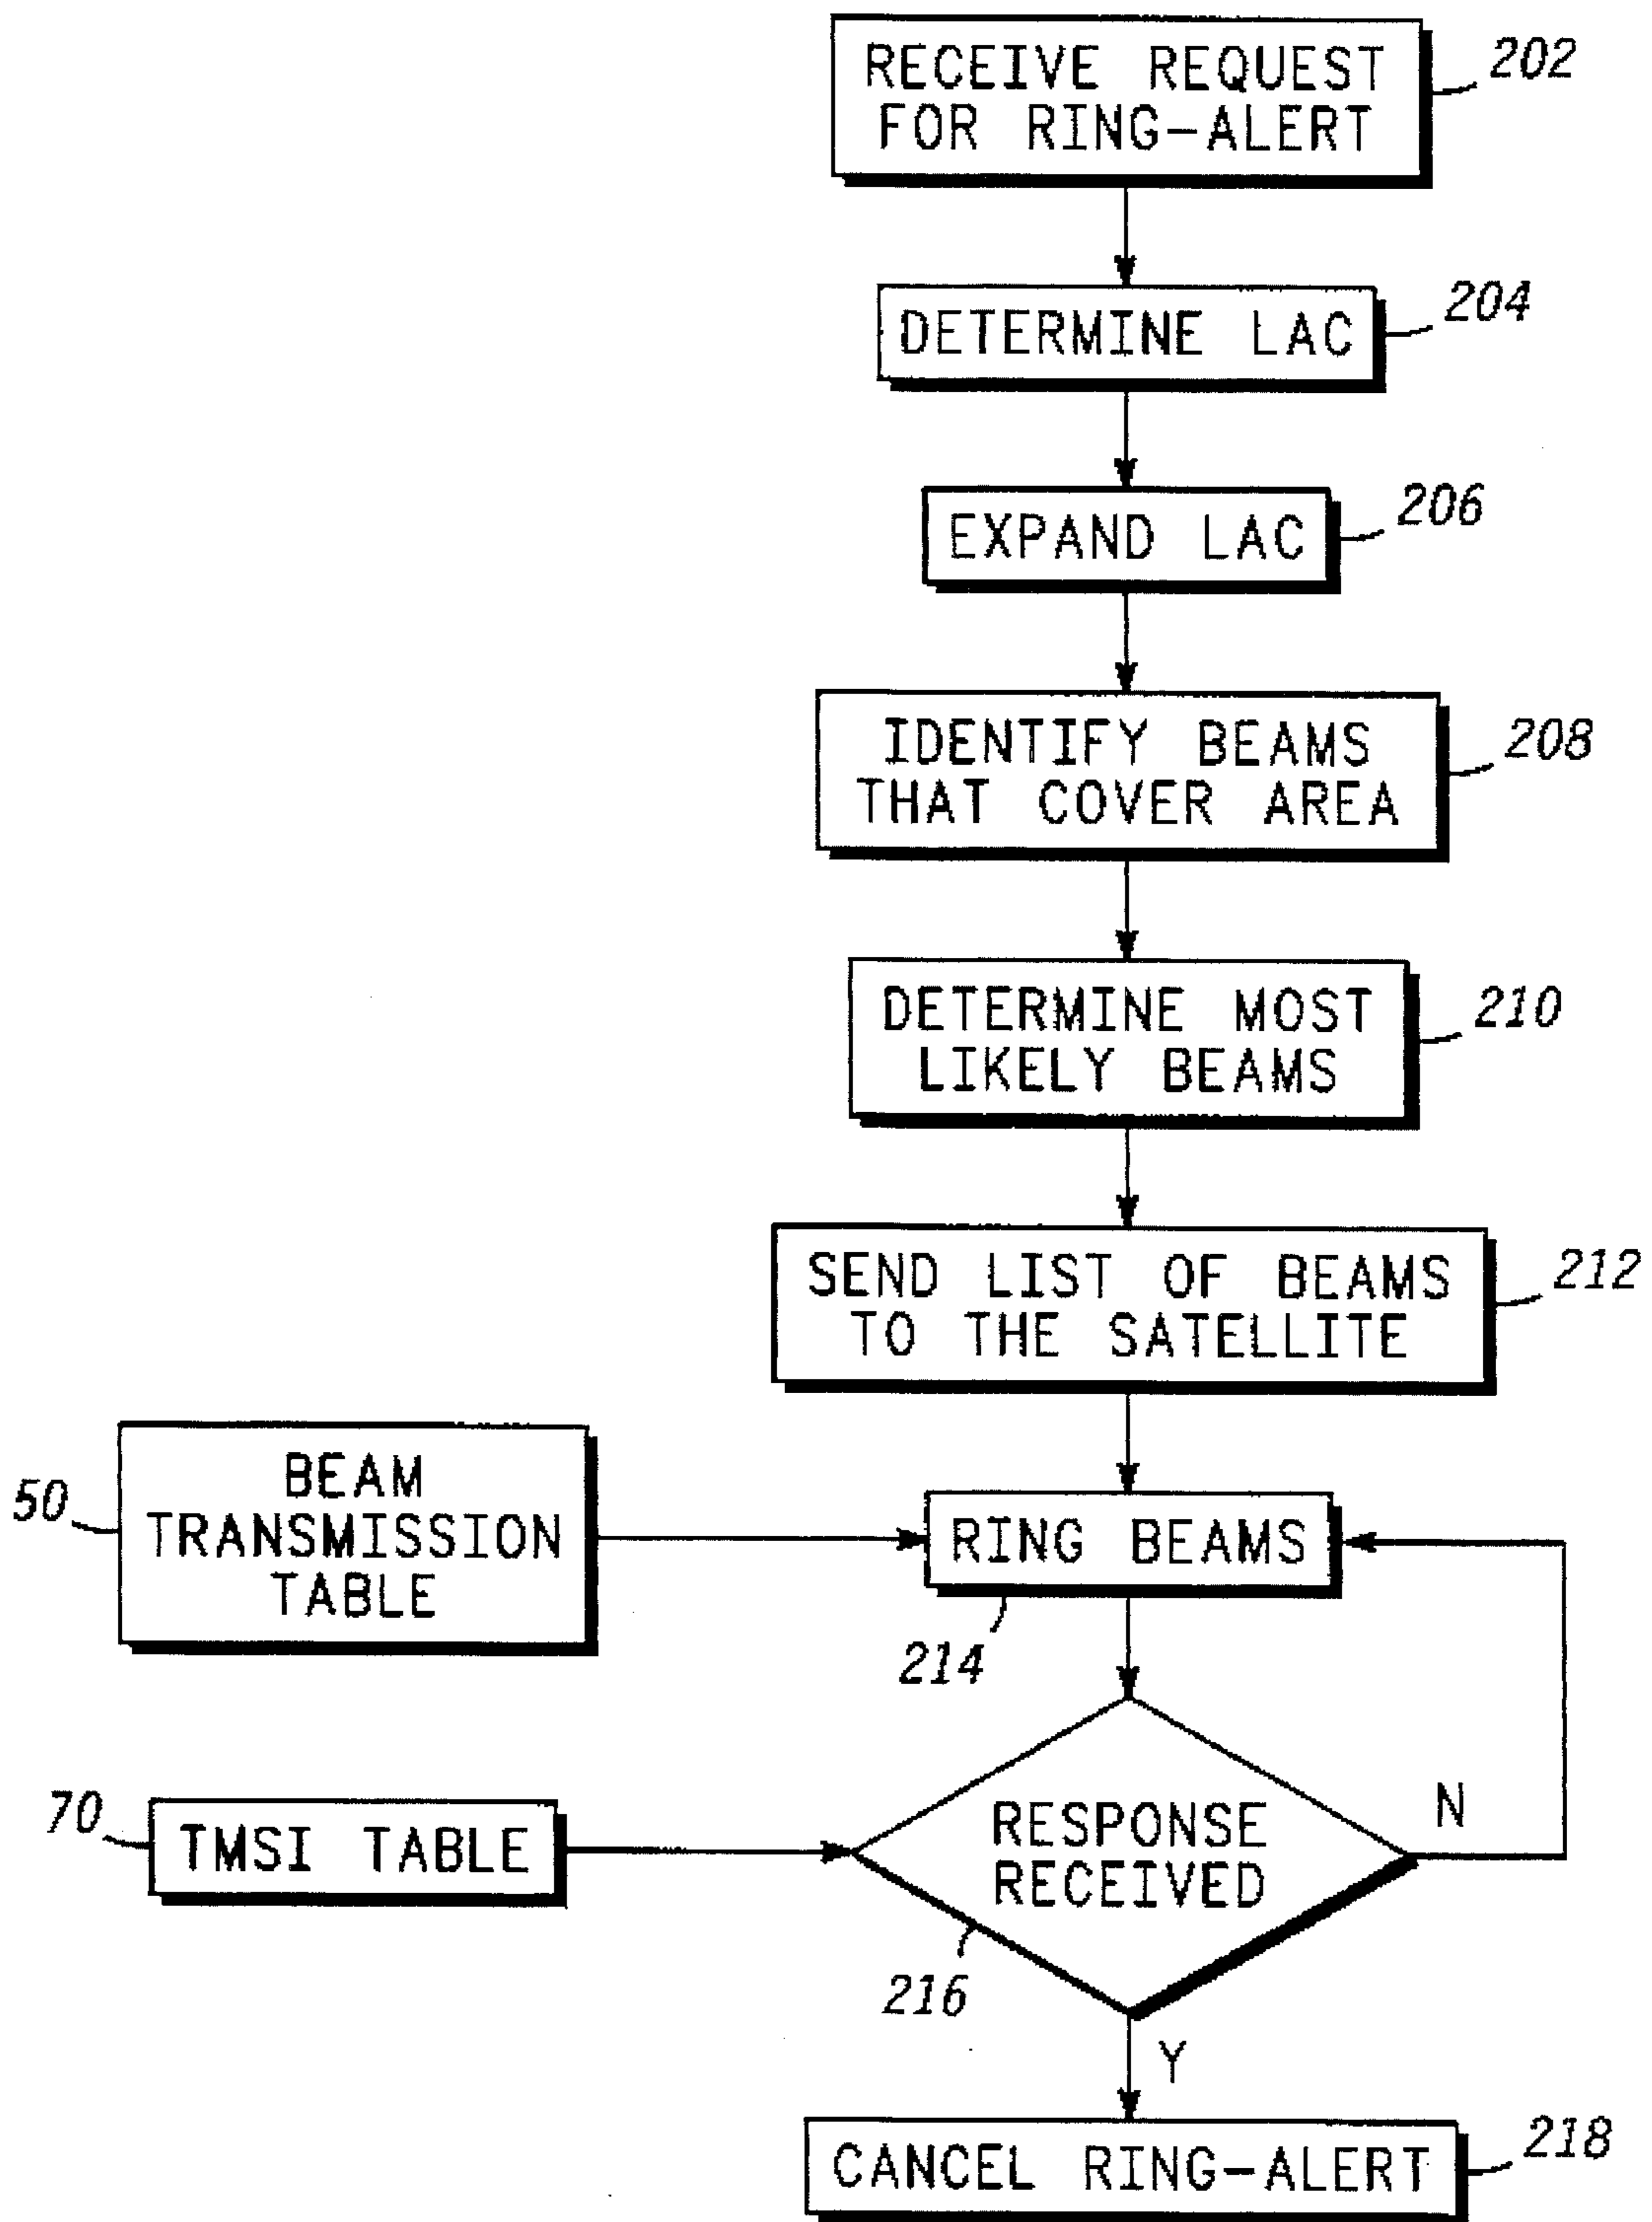 RECEIVE REQUEST
FOR RING-ALERT
202
DETERMINE LAC
204
EXPAND LAC
206
IDENTIFY BEAMS
THAT COVER AREA
208
DETERMINE MOST
LIKELY BEAMS
210
SEND LIST OF BEAMS
TO THE SATELLITE
212
50
BEAM
TRANSMISSION
TABLE
RING BEAMS
214
70
TMSI TABLE
RESPONSE
RECEIVED
N
216
Y
CANCEL RING-ALERT
218